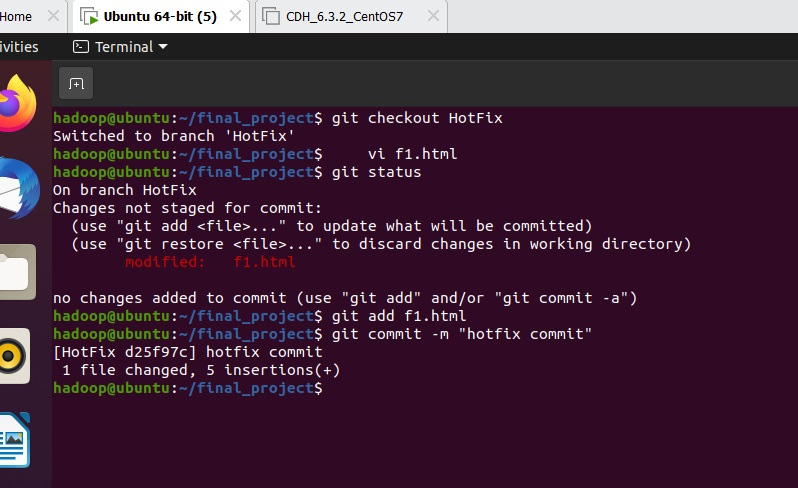 Home
Ubuntu 64-bit (5)
CDH_6.3.2_CentOS7
ivities
Terminal
hadoop@ubuntu:~/final_project$ git checkout HotFix
Switched to branch 'HotFix'
hadoop@ubuntu:~/final_project$     vi f1.html
hadoop@ubuntu:~/final_project$ git status
On branch HotFix
Changes not staged for commit:
  (use "git add <file>..." to update what will be committed)
  (use "git restore <file>..." to discard changes in working directory)
        modified:   f1.html
no changes added to commit (use "git add" and/or "git commit -a")
hadoop@ubuntu:~/final_project$ git add f1.html
hadoop@ubuntu:~/final_project$ git commit -m "hotfix commit"
[HotFix d25f97c] hotfix commit
 1 file changed, 5 insertions(+)
hadoop@ubuntu:~/final_project$